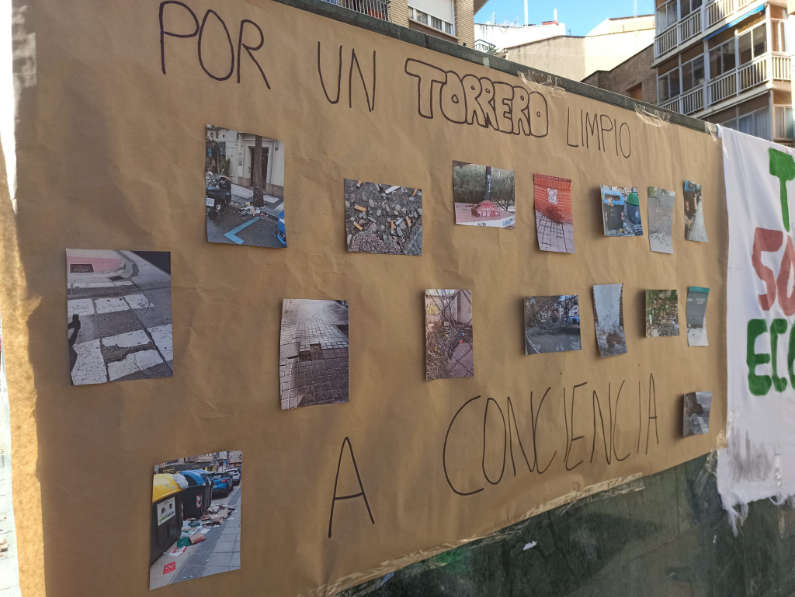 POR UN TORRERO LIMPIO
A CONCIENCIA